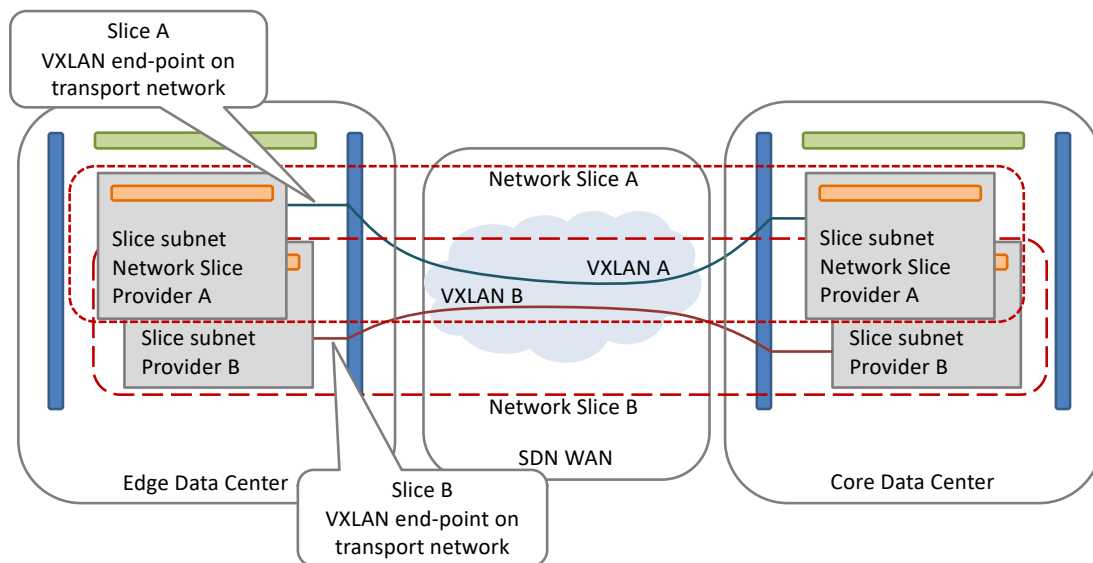 Slice A
VXLAN end-point on
transport network
Network Slice A
Slice subnet
Network Slice
Provider A
Slice subnet
Network Slice
Provider A
VXLAN A
VXLAN B
Slice subnet
Provider B
Slice subnet
Provider B
Network Slice B
SDN WAN
Edge Data Center
Core Data Center
Slice B
VXLAN end-point on
transport network